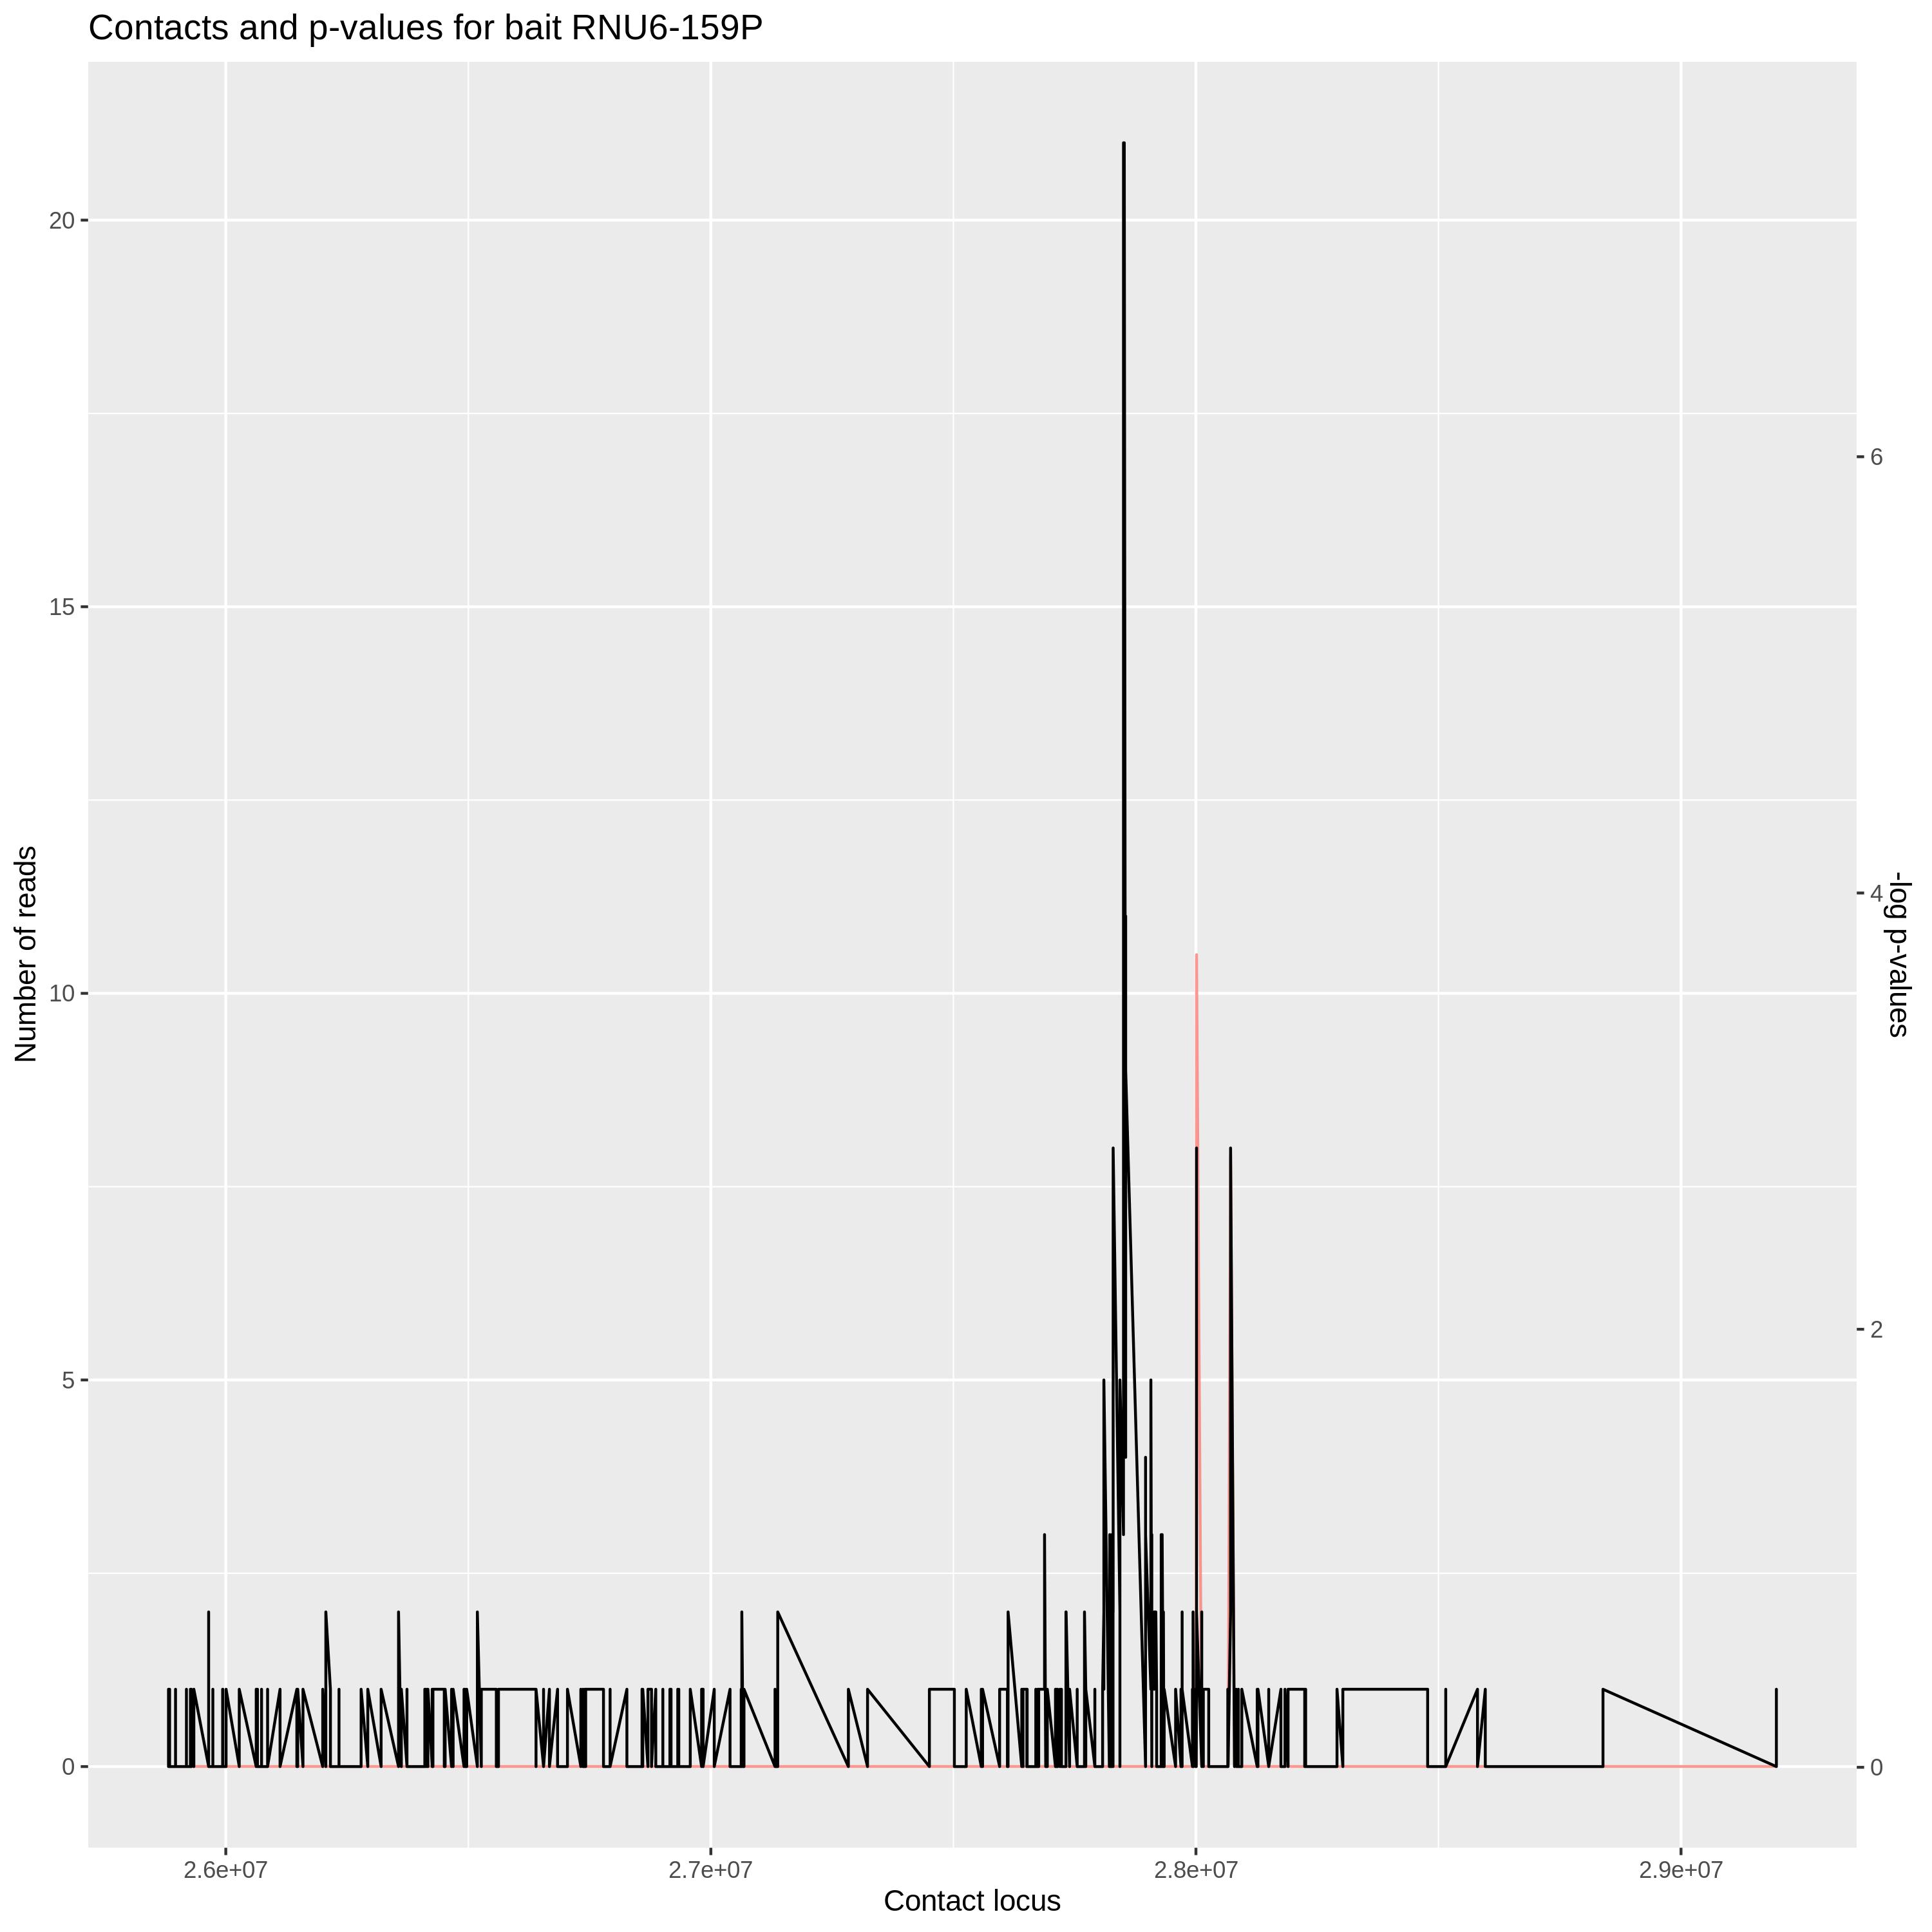 Contacts and p-values for bait RNU6-159P
20
15
10
5
0
Number of reads
6
4
2
0
-log p-values
2.6e+07
2.7e+07
2.8e+07
2.9e+07
Contact locus